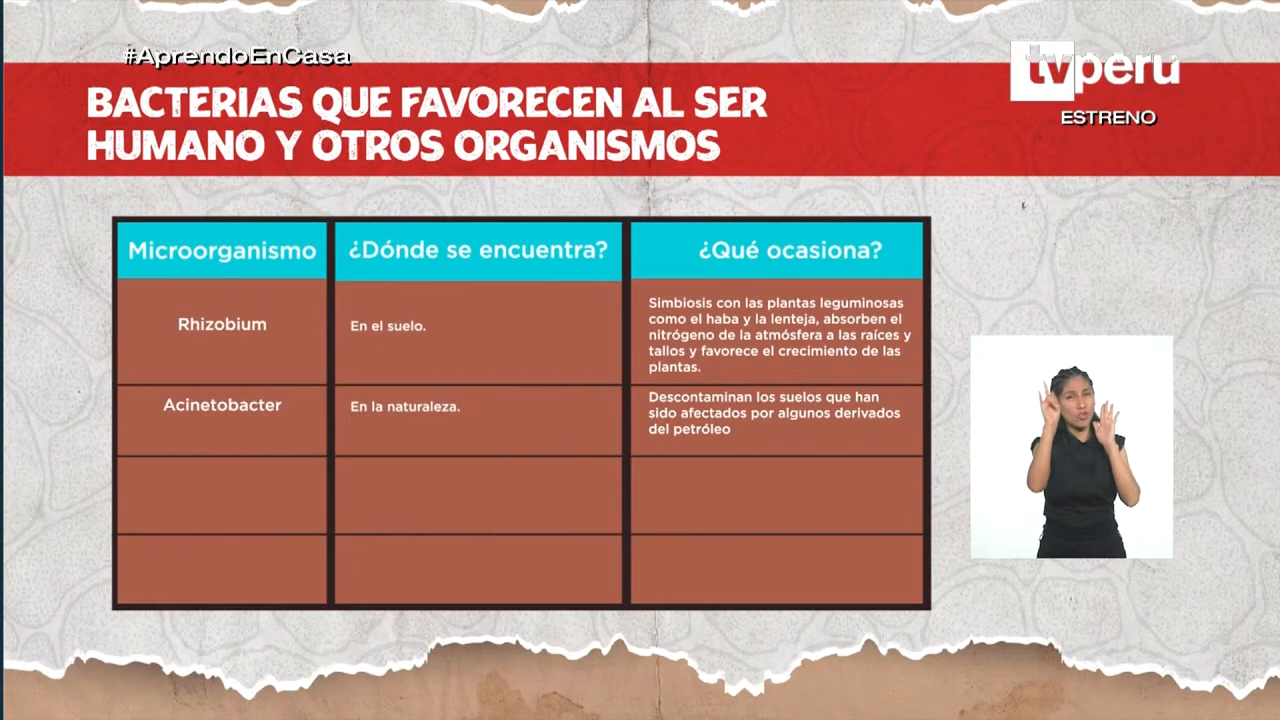 #AprendoEnCasa
tvperú
ESTRENO
BACTERIAS QUE FAVORECEN AL SER
HUMANO Y OTROS ORGANISMOS
Microorganismo
¿Dónde se encuentra?
¿Qué ocasiona?
Rhizobium
En el suelo.
Simbiosis con las plantas leguminosas
como el haba y la lenteja, absorben el
nitrógeno de la atmósfera a las raíces y
tallos y favorece el crecimiento de las
plantas.
Acinetobacter
En la naturaleza.
Descontaminan los suelos que han
sido afectados por algunos derivados
del petróleo